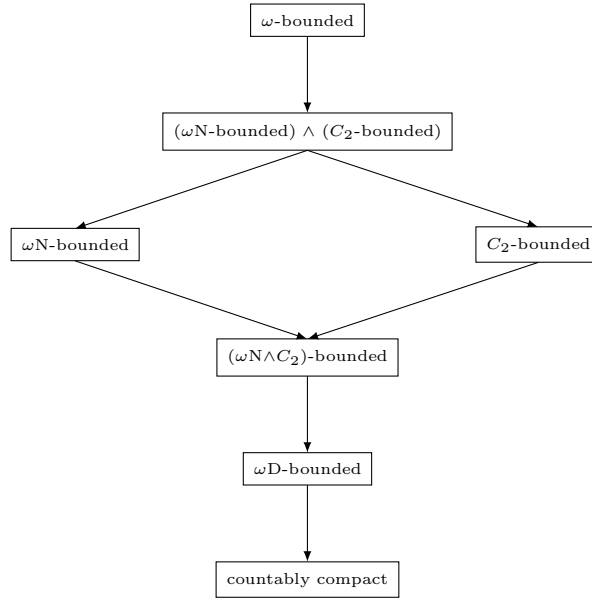 ω-bounded
(ωN-bounded) ∧ (C₂-bounded)
ωN-bounded
C₂-bounded
(ωN∧C₂)-bounded
ωD-bounded
countably compact